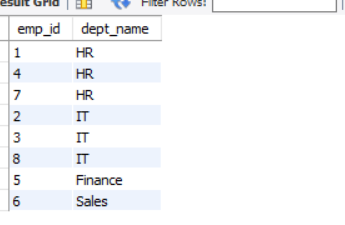 esult Grid Filter Rows:
emp_id dept_name
1 HR
4 HR
7 HR
2 IT
3 IT
8 IT
5 Finance
6 Sales